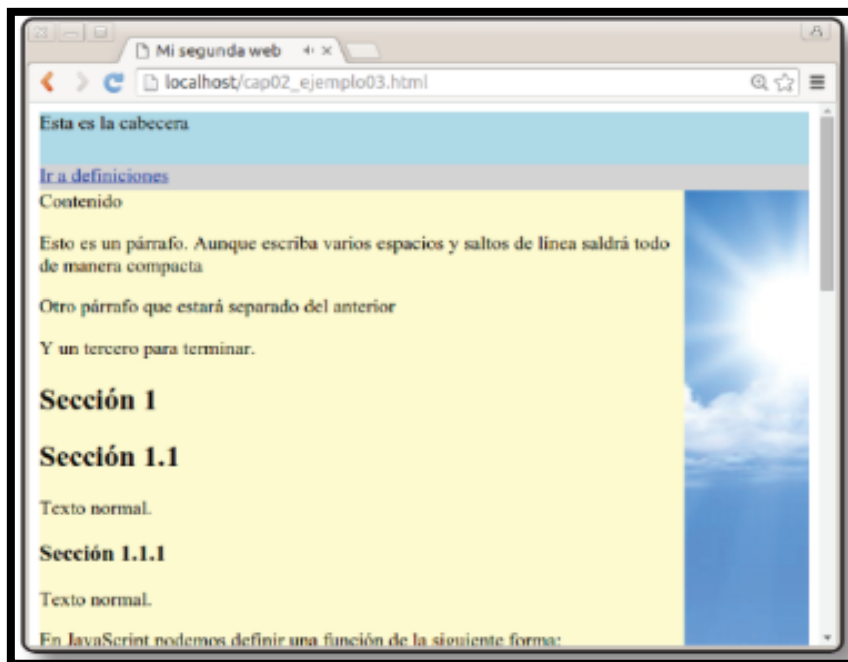 Mi segunda web
localhost/cap02_ejemplo03.html
Esta es la cabecera
Ir a definiciones
Contenido
Esto es un párrafo. Aunque escriba varios espacios y saltos de línea saldrá todo
de manera compacta
Otro párrafo que estará separado del anterior
Y un tercero para terminar.
Sección 1
Sección 1.1
Texto normal.
Sección 1.1.1
Texto normal.
En JavaScript podemos definir una función de la siguiente forma: